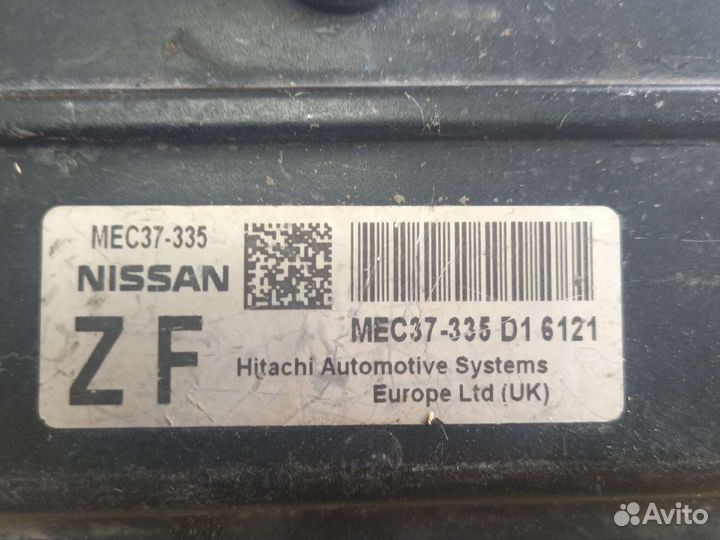 MEC37-335
NISSAN
ZF
MEC37-335 D1 6121
Hitachi Automotive Systems
Europe Ltd (UK)
Avito